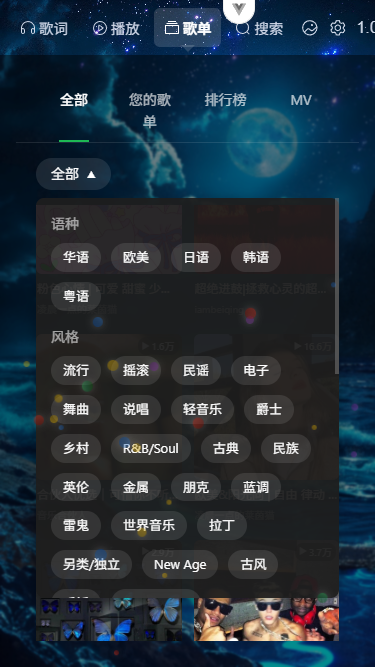 歌词 播放 歌单 搜索 1.0
全部 您的歌单 排行榜 MV
全部
语种
华语 欧美 日语 韩语
粤语
风格
流行 摇滚 民谣 电子
舞曲 说唱 轻音乐 爵士
乡村 R&B/Soul 古典 民族
英伦 金属 朋克 蓝调
雷鬼 世界音乐 拉丁
另类/独立 New Age 古风